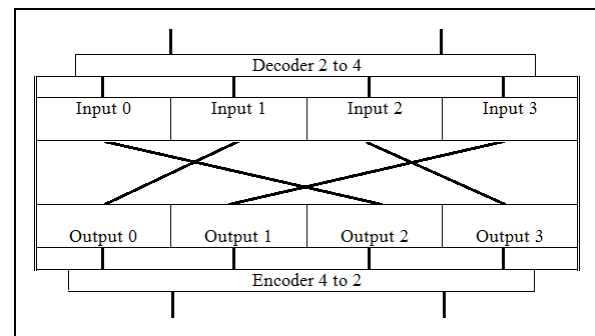 Decoder 2 to 4
Input 0 Input 1 Input 2 Input 3
Output 0 Output 1 Output 2 Output 3
Encoder 4 to 2